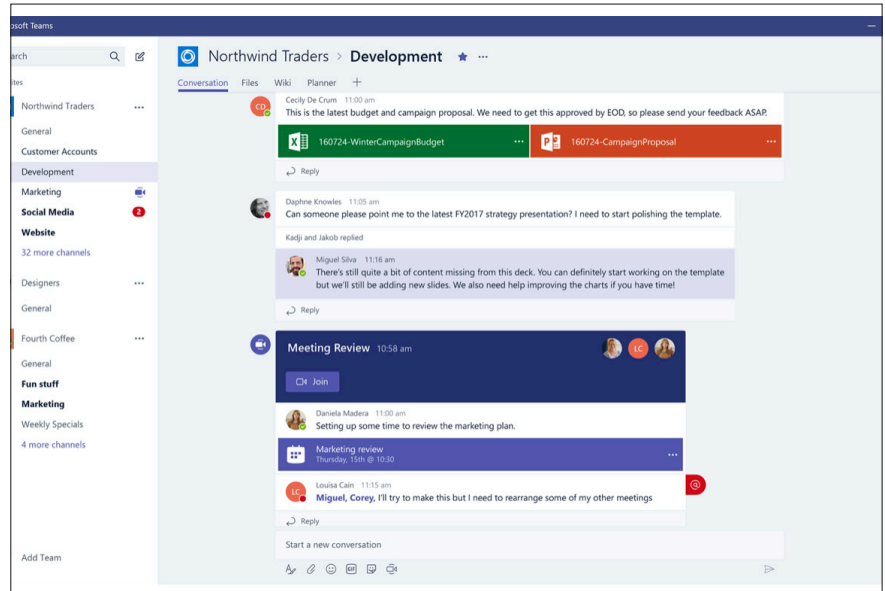 osoft Teams
arch
ites
Northwind Traders
General
Customer Accounts
Development
Marketing
Social Media 2
Website
32 more channels
Designers
General
Fourth Coffee
General
Fun stuff
Marketing
Weekly Specials
4 more channels
Add Team
Northwind Traders > Development
Conversation Files Wiki Planner
CD
Cecily De Crum 11:00 am
This is the latest budget and campaign proposal. We need to get this approved by EOD, so please send your feedback ASAP.
160724-WinterCampaignBudget
160724-CampaignProposal
Reply
Daphne Knowles 11:05 am
Can someone please point me to the latest FY2017 strategy presentation? I need to start polishing the template.
Kadji and Jakob replied
Miguel Silva 11:16 am
There's still quite a bit of content missing from this deck. You can definitely start working on the template
but we'll still be adding new slides. We also need help improving the charts if you have time!
Reply
Meeting Review 10:58 am
LC
Join
Daniela Madera 11:00 am
Setting up some time to review the marketing plan.
Marketing review
Thursday, 15th @ 10:30
LC
Louisa Cain 11:15 am
Miguel, Corey, I'll try to make this but I need to rearrange some of my other meetings
@
Reply
Start a new conversation
GIF